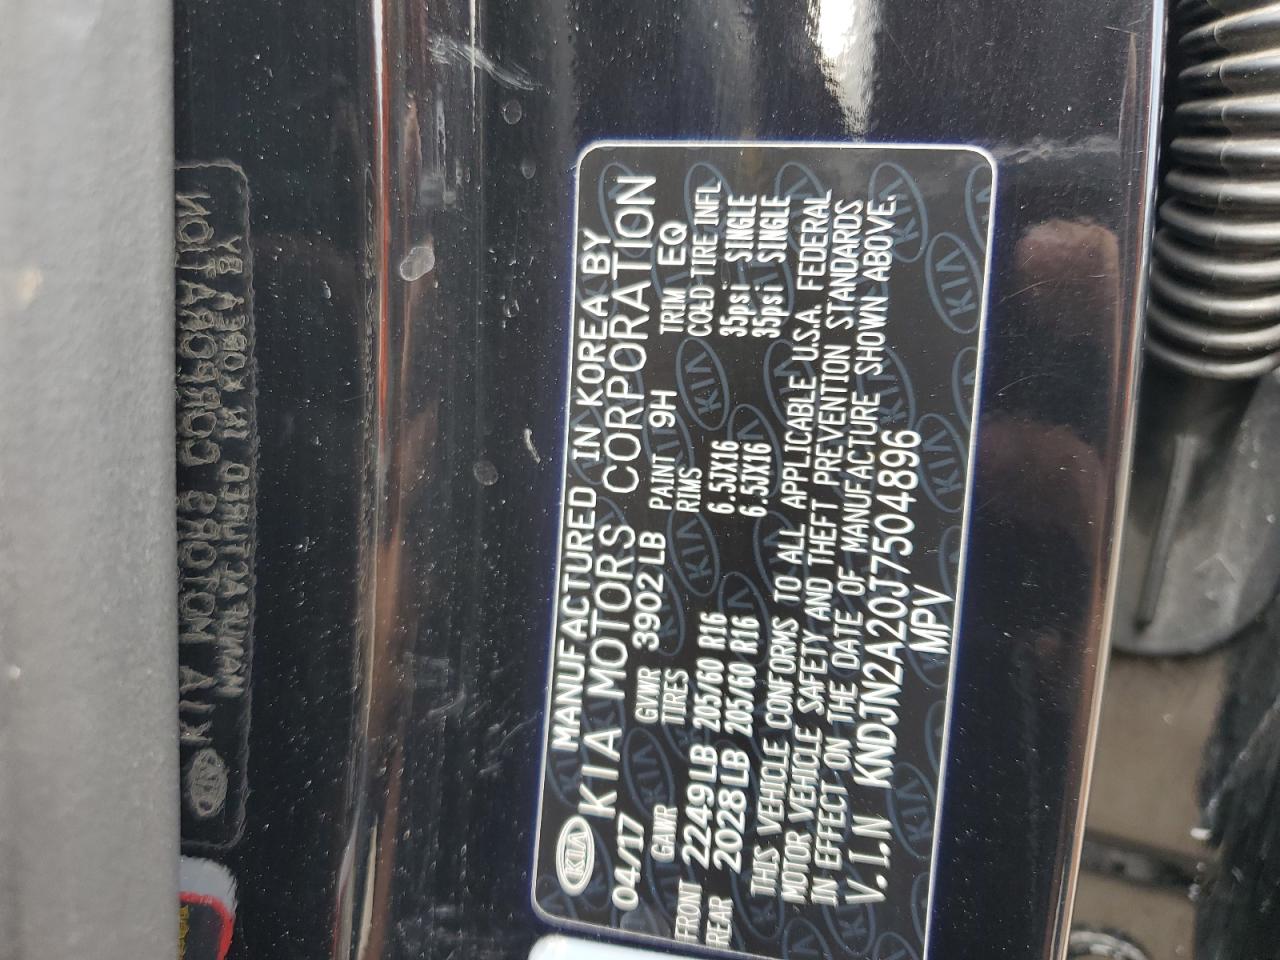 MANUFACTURED IN KOREA BY
KIA KIA MOTORS CORPORATION
04/17 GVWR 3902 LB PAINT 9H TRIM EQ
GAWR TIRES RIMS COLD TIRE INFL
FRONT 2249LB 205/60 R16 6.5JX16 35psi SINGLE
REAR 2028LB 205/60 R16 6.5JX16 35psi SINGLE
THIS VEHICLE CONFORMS TO ALL APPLICABLE U.S.A. FEDERAL
MOTOR VEHICLE SAFETY AND THEFT PREVENTION STANDARDS
IN EFFECT ON THE DATE OF MANUFACTURE SHOWN ABOVE.
V.I.N KNDJN2A20J7504896
MPV